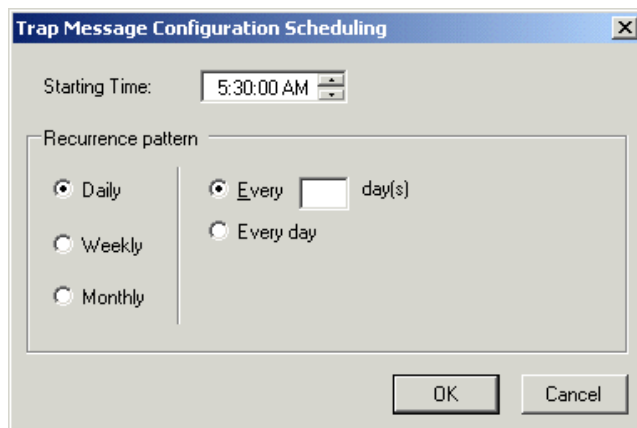 Trap Message Configuration Scheduling
Starting Time: 5:30:00 AM
Recurrence pattern
Daily
Every day(s)
Every day
Weekly
Monthly
OK Cancel